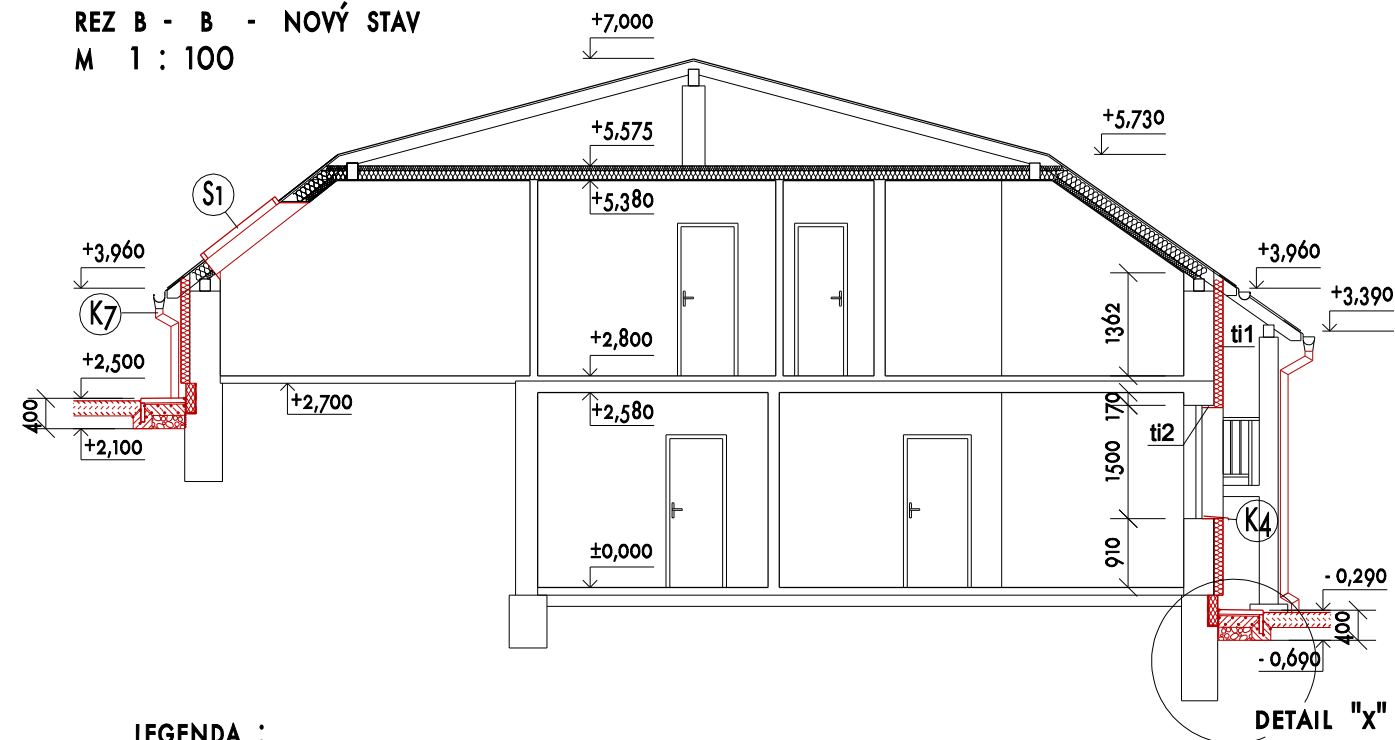 REZ B - B - NOVÝ STAV
M 1 : 100
+7,000
+5,575
+5,730
+5,380
S1
+3,960
+3,960
+3,390
K7
1362
ti1
+2,800
+2,500
+2,700
400
+2,580
170
+2,100
ti2
1500
K4
±0,000
910
- 0,290
400
- 0,690
DETAIL "X"
LEGENDA :